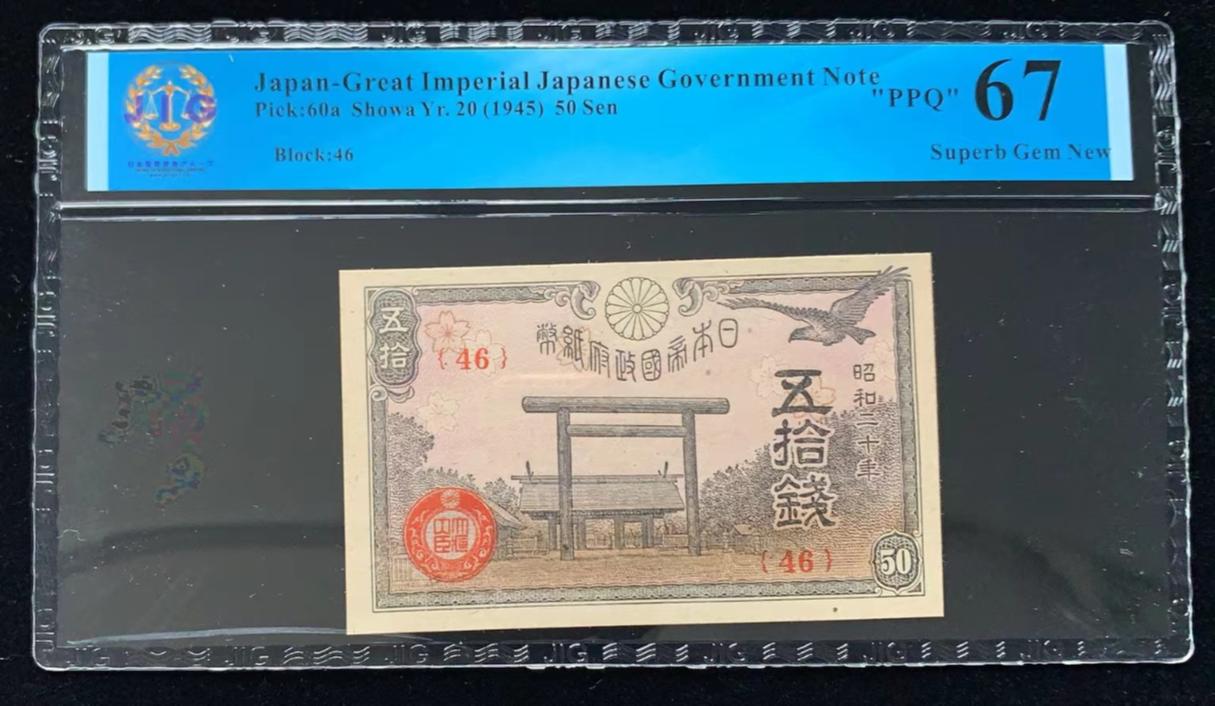 Japan-Great Imperial Japanese Government Note
Pick:60a Showa Yr. 20 (1945) 50 Sen
Block:46
"PPQ" 67
Superb Gem New
JIG
五拾
{46}
日本帝國政府紙幣
昭和二十年
五拾錢
{46}
50